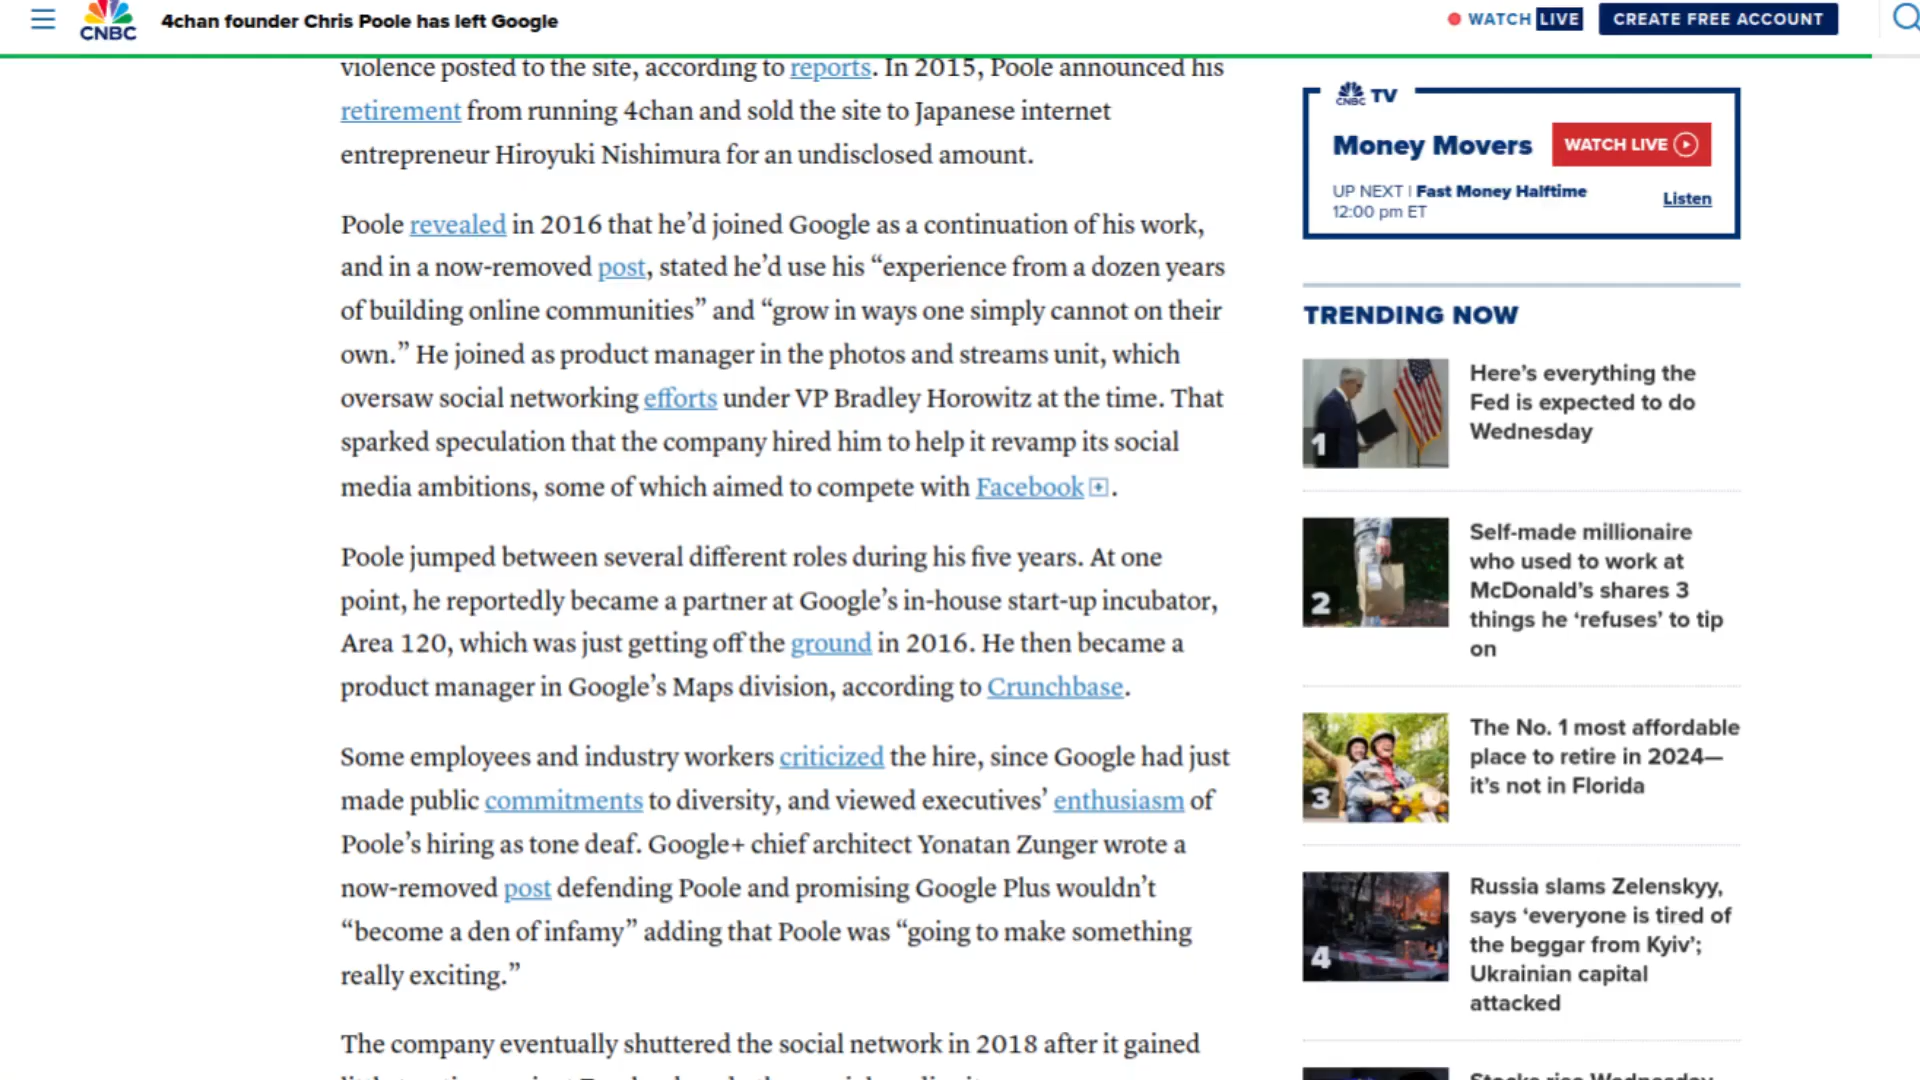 CNBC
4chan founder Chris Poole has left Google
WATCH LIVE
CREATE FREE ACCOUNT
violence posted to the site, according to reports. In 2015, Poole announced his
retirement from running 4chan and sold the site to Japanese internet
entrepreneur Hiroyuki Nishimura for an undisclosed amount.
Poole revealed in 2016 that he’d joined Google as a continuation of his work,
and in a now-removed post, stated he’d use his “experience from a dozen years
of building online communities” and “grow in ways one simply cannot on their
own.” He joined as product manager in the photos and streams unit, which
oversaw social networking efforts under VP Bradley Horowitz at the time. That
sparked speculation that the company hired him to help it revamp its social
media ambitions, some of which aimed to compete with Facebook.
Poole jumped between several different roles during his five years. At one
point, he reportedly became a partner at Google’s in-house start-up incubator,
Area 120, which was just getting off the ground in 2016. He then became a
product manager in Google’s Maps division, according to Crunchbase.
Some employees and industry workers criticized the hire, since Google had just
made public commitments to diversity, and viewed executives’ enthusiasm of
Poole’s hiring as tone deaf. Google+ chief architect Yonatan Zunger wrote a
now-removed post defending Poole and promising Google Plus wouldn’t
“become a den of infamy” adding that Poole was “going to make something
really exciting.”
The company eventually shuttered the social network in 2018 after it gained
CNBC TV
Money Movers
WATCH LIVE
UP NEXT | Fast Money Halftime
12:00 pm ET
Listen
TRENDING NOW
1
Here’s everything the
Fed is expected to do
Wednesday
2
Self-made millionaire
who used to work at
McDonald’s shares 3
things he ‘refuses’ to tip
on
3
The No. 1 most affordable
place to retire in 2024—
it’s not in Florida
4
Russia slams Zelenskyy,
says ‘everyone is tired of
the beggar from Kyiv’;
Ukrainian capital
attacked
Stocks rise Wednesday